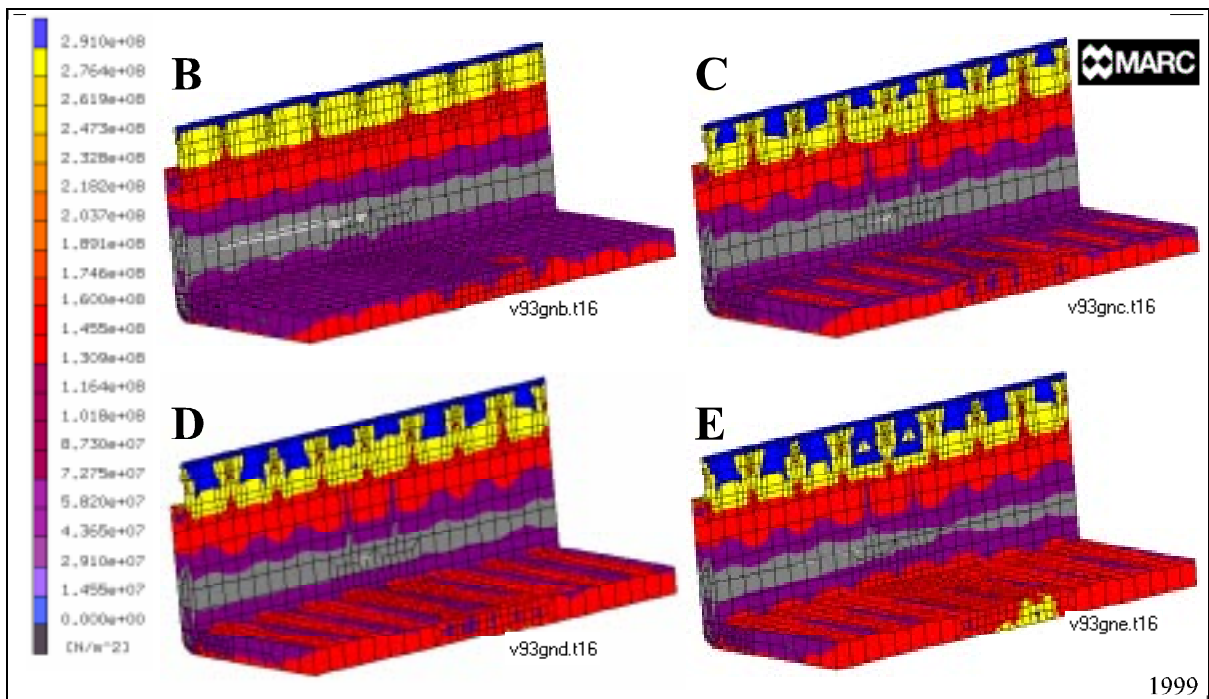 2.910e+08
2.764e+08
2.619e+08
2.473e+08
2.328e+08
2.182e+08
2.037e+08
1.891e+08
1.746e+08
1.600e+08
1.455e+08
1.309e+08
1.164e+08
1.018e+08
8.730e+07
7.275e+07
5.820e+07
4.365e+07
2.910e+07
1.455e+07
0.000e+00
[N/m^2]
B
v93gnb.t16
C
MARC
v93gnc.t16
D
v93gnd.t16
E
v93gne.t16
1999